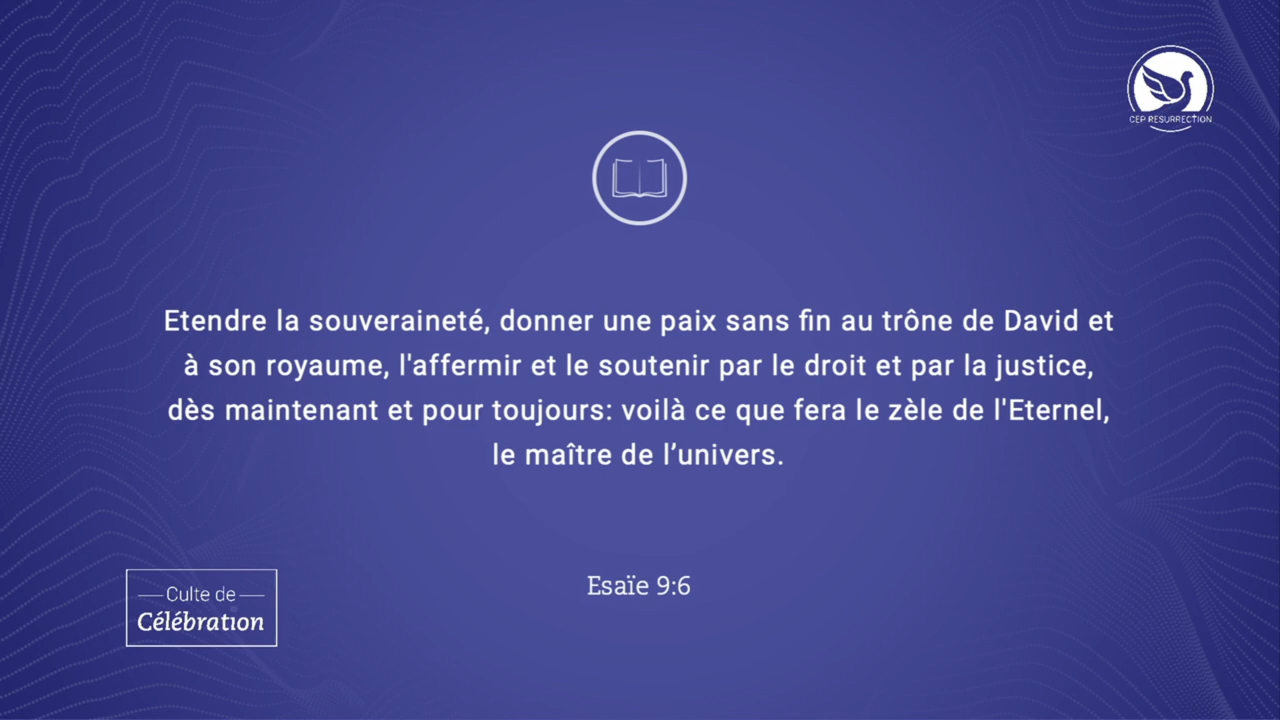 CEP RESURRECTION
Etendre la souveraineté, donner une paix sans fin au trône de David et
à son royaume, l'affermir et le soutenir par le droit et par la justice,
dès maintenant et pour toujours: voilà ce que fera le zèle de l'Eternel,
le maître de l’univers.
Esaïe 9:6
Culte de
Célébration